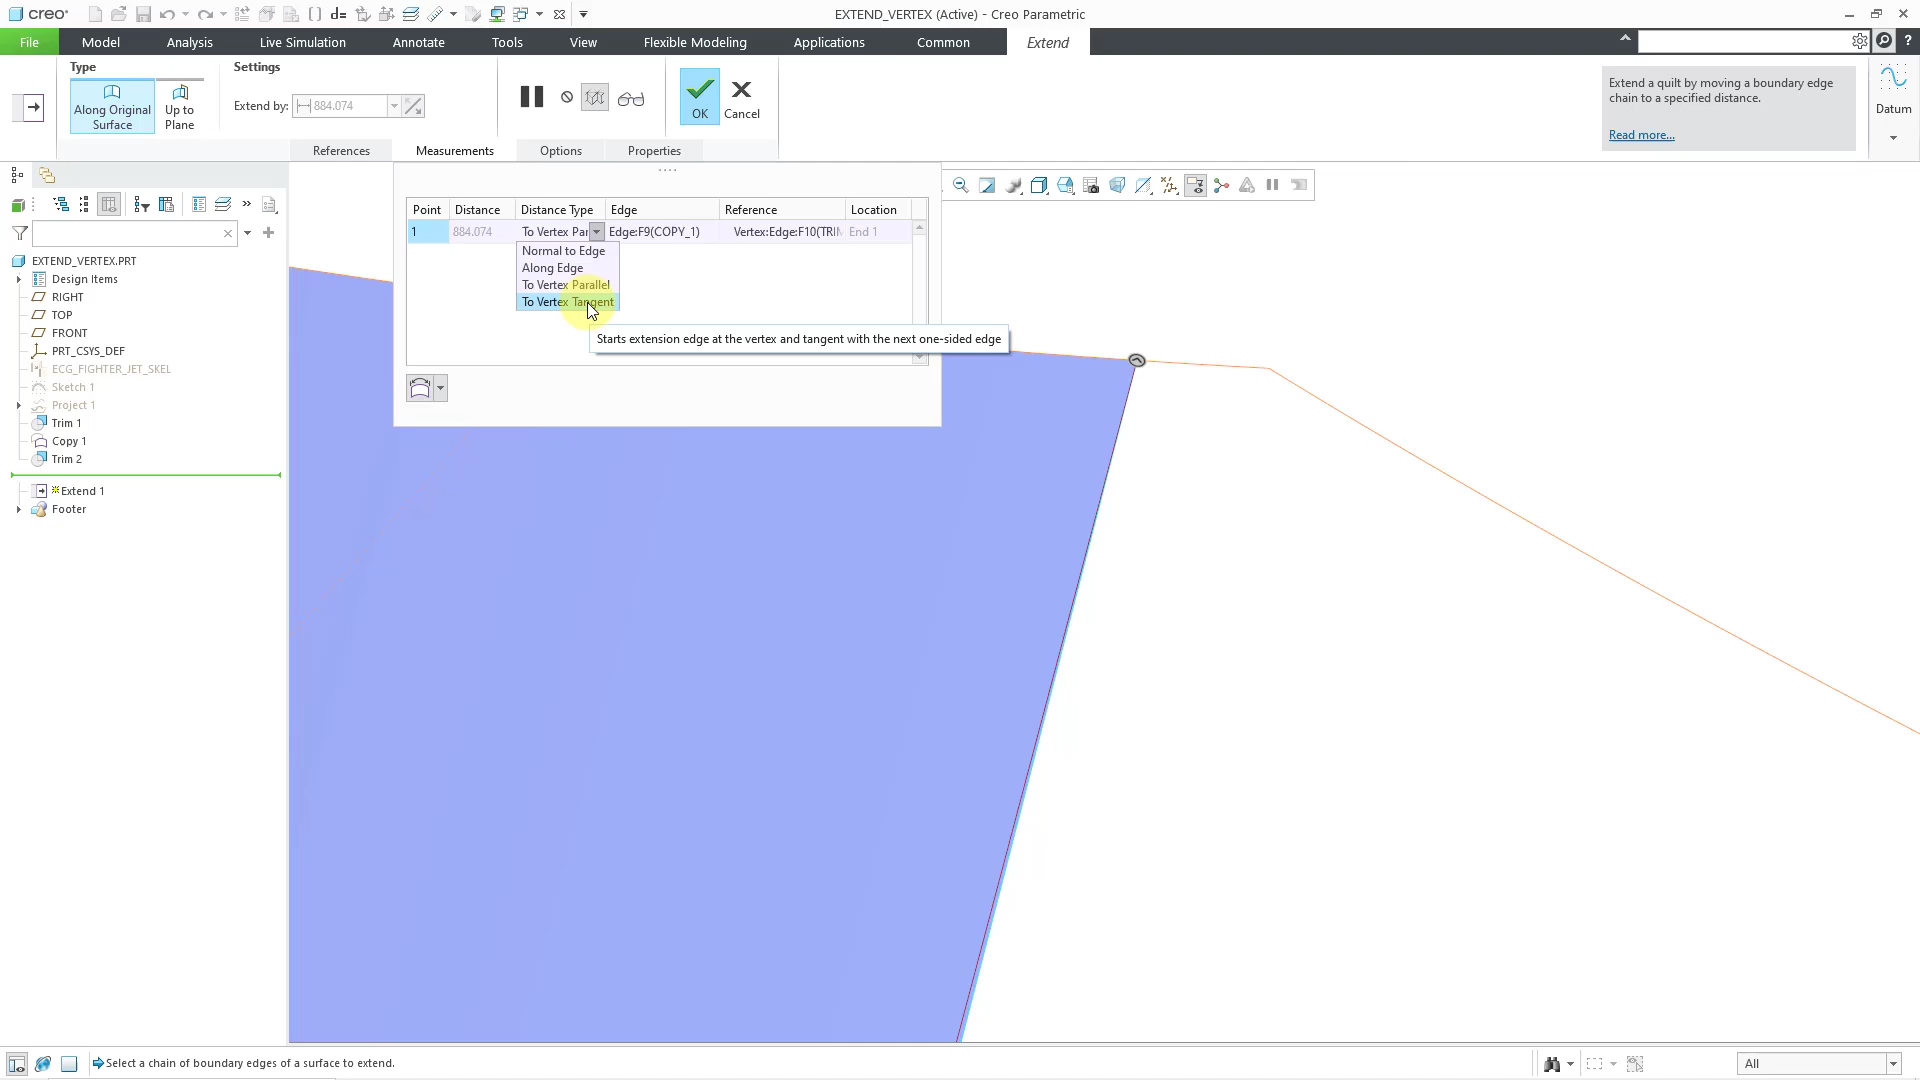 creo
d=
EXTEND_VERTEX (Active) - Creo Parametric
File
Model
Analysis
Live Simulation
Annotate
Tools
View
Flexible Modeling
Applications
Common
Extend
?
Type
Settings
Along Original
Surface
Up to
Plane
Extend by:
884.074
OK
Cancel
Extend a quilt by moving a boundary edge
chain to a specified distance.
Read more...
Datum
References
Measurements
Options
Properties
Point
Distance
Distance Type
Edge
Reference
Location
1
884.074
To Vertex Par
Edge:F9(COPY_1)
Vertex:Edge:F10(TRIM
End 1
Normal to Edge
Along Edge
To Vertex Parallel
To Vertex Tangent
Starts extension edge at the vertex and tangent with the next one-sided edge
EXTEND_VERTEX.PRT
Design Items
RIGHT
TOP
FRONT
PRT_CSYS_DEF
ECG_FIGHTER_JET_SKEL
Sketch 1
Project 1
Trim 1
Copy 1
Trim 2
Extend 1
Footer
Select a chain of boundary edges of a surface to extend.
All